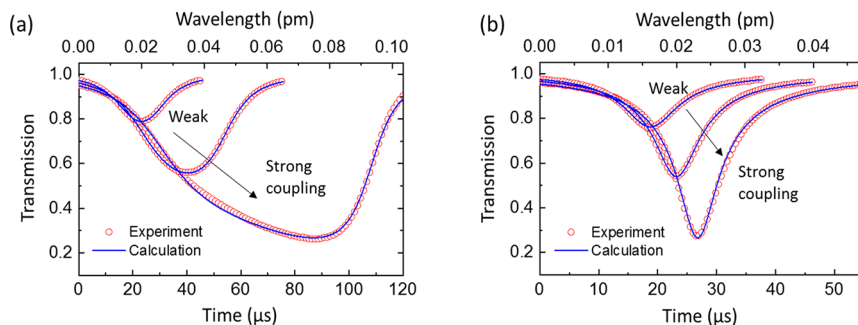 (a)
Wavelength (pm)
0.00 0.02 0.04 0.06 0.08 0.10
1.0
0.8
0.6
0.4
0.2
Transmission
Weak
Strong
coupling
Experiment
Calculation
0 20 40 60 80 100 120
Time (µs)
(b)
Wavelength (pm)
0.00 0.01 0.02 0.03 0.04
1.0
0.8
0.6
0.4
0.2
Transmission
Weak
Strong
coupling
Experiment
Calculation
0 10 20 30 40 50
Time (µs)